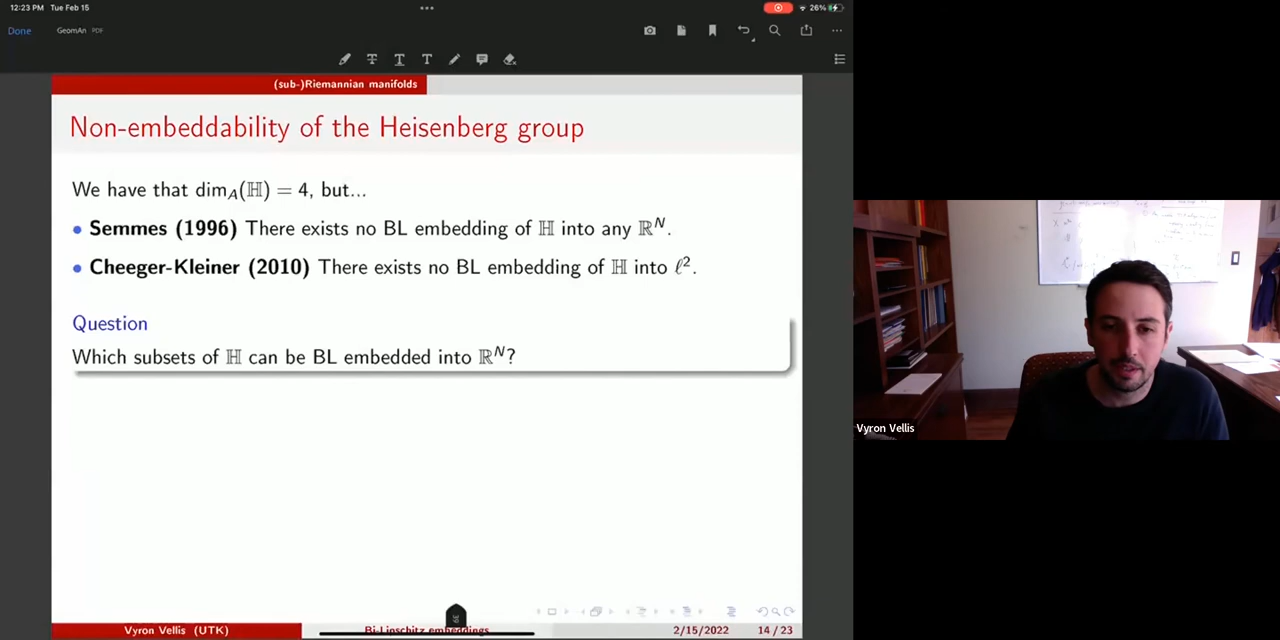 12:23 PM Tue Feb 15
26%
Done
GeomAn PDF
(sub-)Riemannian manifolds
Non-embeddability of the Heisenberg group
We have that dim_A(ℍ) = 4, but...
• Semmes (1996) There exists no BL embedding of ℍ into any ℝ^N.
• Cheeger-Kleiner (2010) There exists no BL embedding of ℍ into ℓ².
Question
Which subsets of ℍ can be BL embedded into ℝ^N?
Vyron Vellis
Vyron Vellis (UTK)
Bi-Lipschitz embeddings
2/15/2022
14 / 23